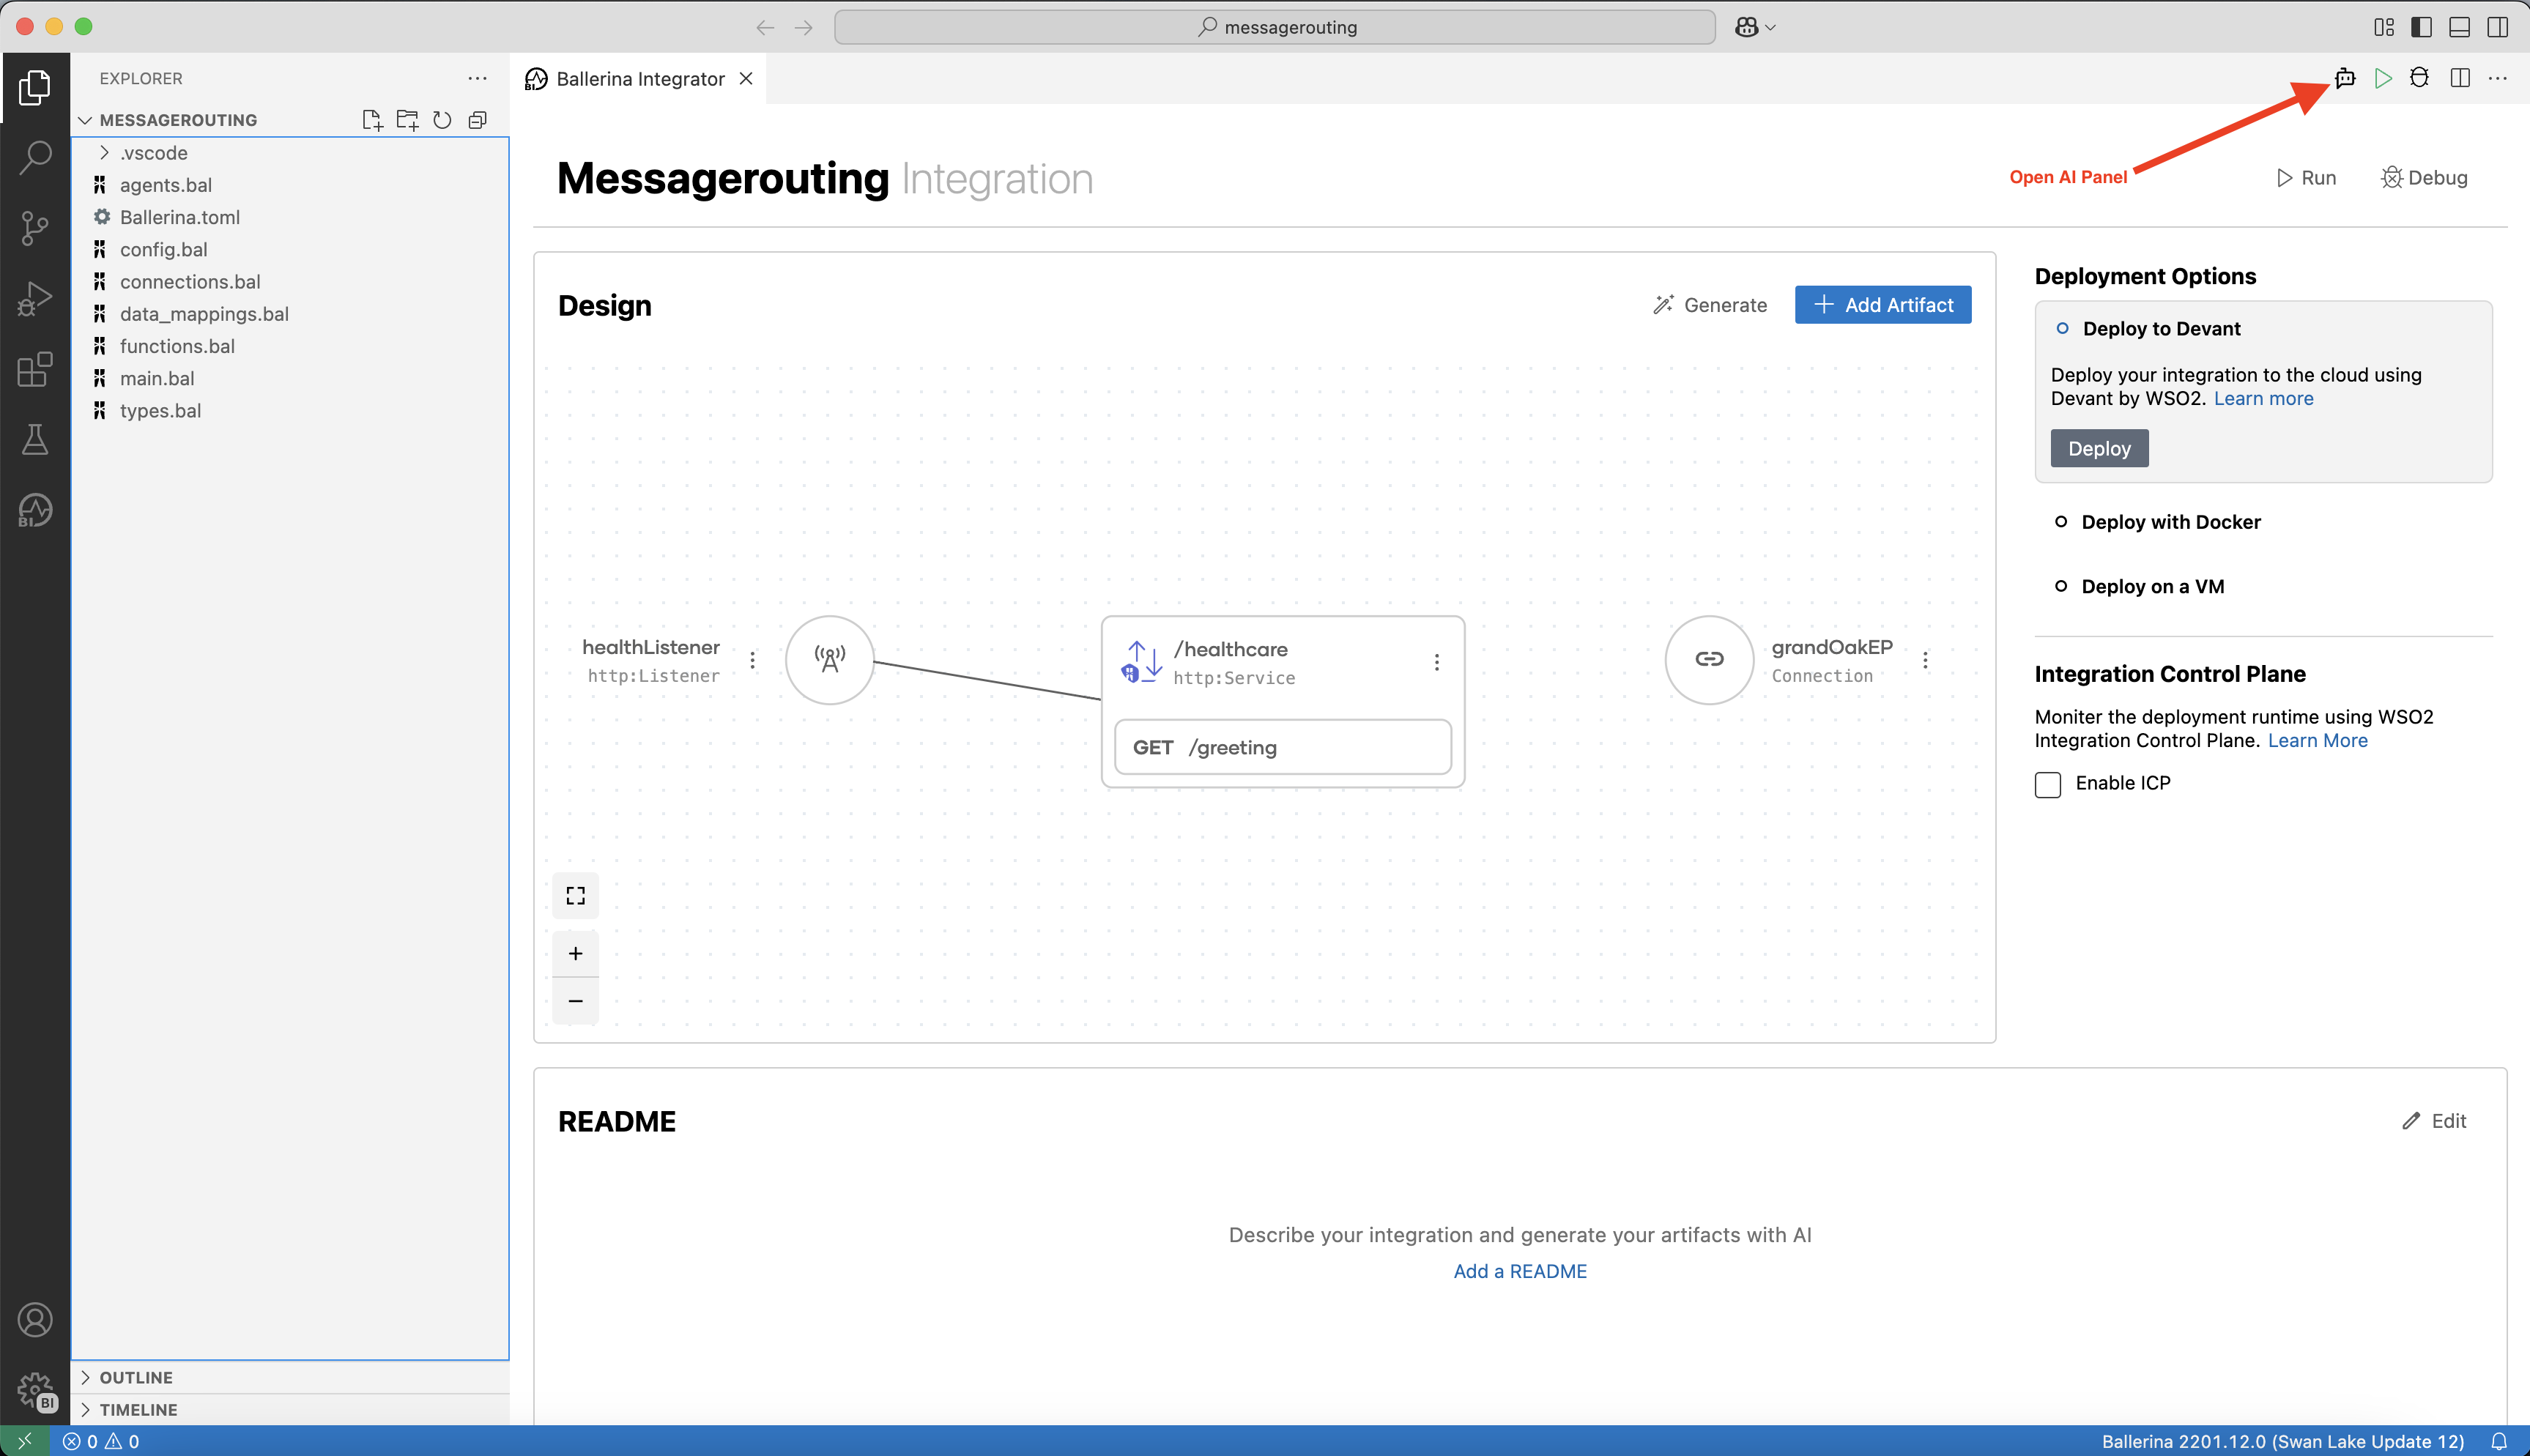 messagerouting
EXPLORER
Ballerina Integrator
MESSAGEROUTING
.vscode
agents.bal
Ballerina.toml
config.bal
connections.bal
data_mappings.bal
functions.bal
main.bal
types.bal
Messagerouting Integration
Open AI Panel
Run
Debug
Design
Generate
Add Artifact
healthListener
http:Listener
/healthcare
http:Service
GET /greeting
grandOakEP
Connection
Deployment Options
Deploy to Devant
Deploy your integration to the cloud using
Devant by WSO2. Learn more
Deploy
Deploy with Docker
Deploy on a VM
Integration Control Plane
Moniter the deployment runtime using WSO2
Integration Control Plane. Learn More
Enable ICP
README
Edit
Describe your integration and generate your artifacts with AI
Add a README
BI
BI
BI
OUTLINE
TIMELINE
0 0
Ballerina 2201.12.0 (Swan Lake Update 12)